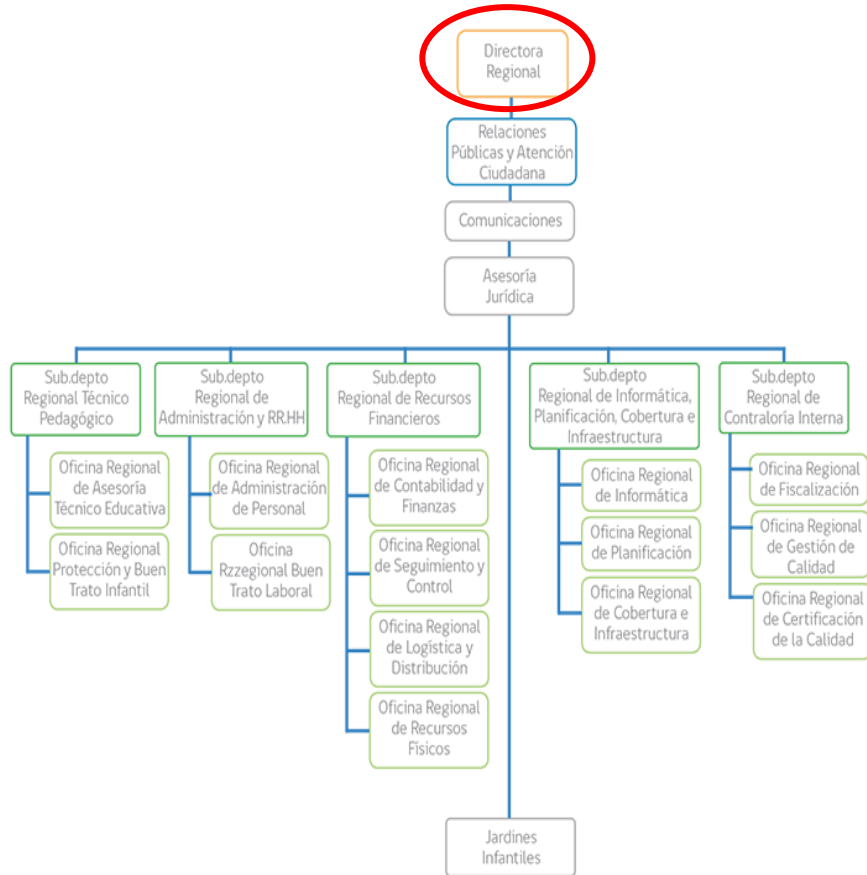 Directora
Regional
Relaciones
Públicas y Atención
Ciudadana
Comunicaciones
Asesoría
Jurídica
Sub.depto
Regional Técnico
Pedagógico
Oficina Regional
de Asesoría
Técnico Educativa
Oficina Regional
Protección y Buen
Trato Infantil
Sub.depto
Regional de
Administración y RR.HH
Oficina Regional
de Administración
de Personal
Oficina
Rzzegional Buen
Trato Laboral
Sub.depto
Regional de Recursos
Financieros
Oficina Regional
de Contabilidad y
Finanzas
Oficina Regional
de Seguimiento y
Control
Oficina Regional
de Logística y
Distribución
Oficina Regional
de Recursos
Físicos
Sub.depto
Regional de Informática,
Planificación, Cobertura e
Infraestructura
Oficina Regional
de Informática
Oficina Regional
de Planificación
Oficina Regional
de Cobertura e
Infraestructura
Sub.depto
Regional de
Contraloría Interna
Oficina Regional
de Fiscalización
Oficina Regional
de Gestión de
Calidad
Oficina Regional
de Certificación
de la Calidad
Jardines
Infantiles